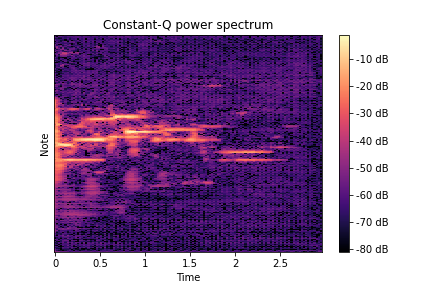 Constant-Q power spectrum
Note
-10 dB
-20 dB
-30 dB
-40 dB
-50 dB
-60 dB
-70 dB
-80 dB
0 0.5 1 1.5 2 2.5
Time